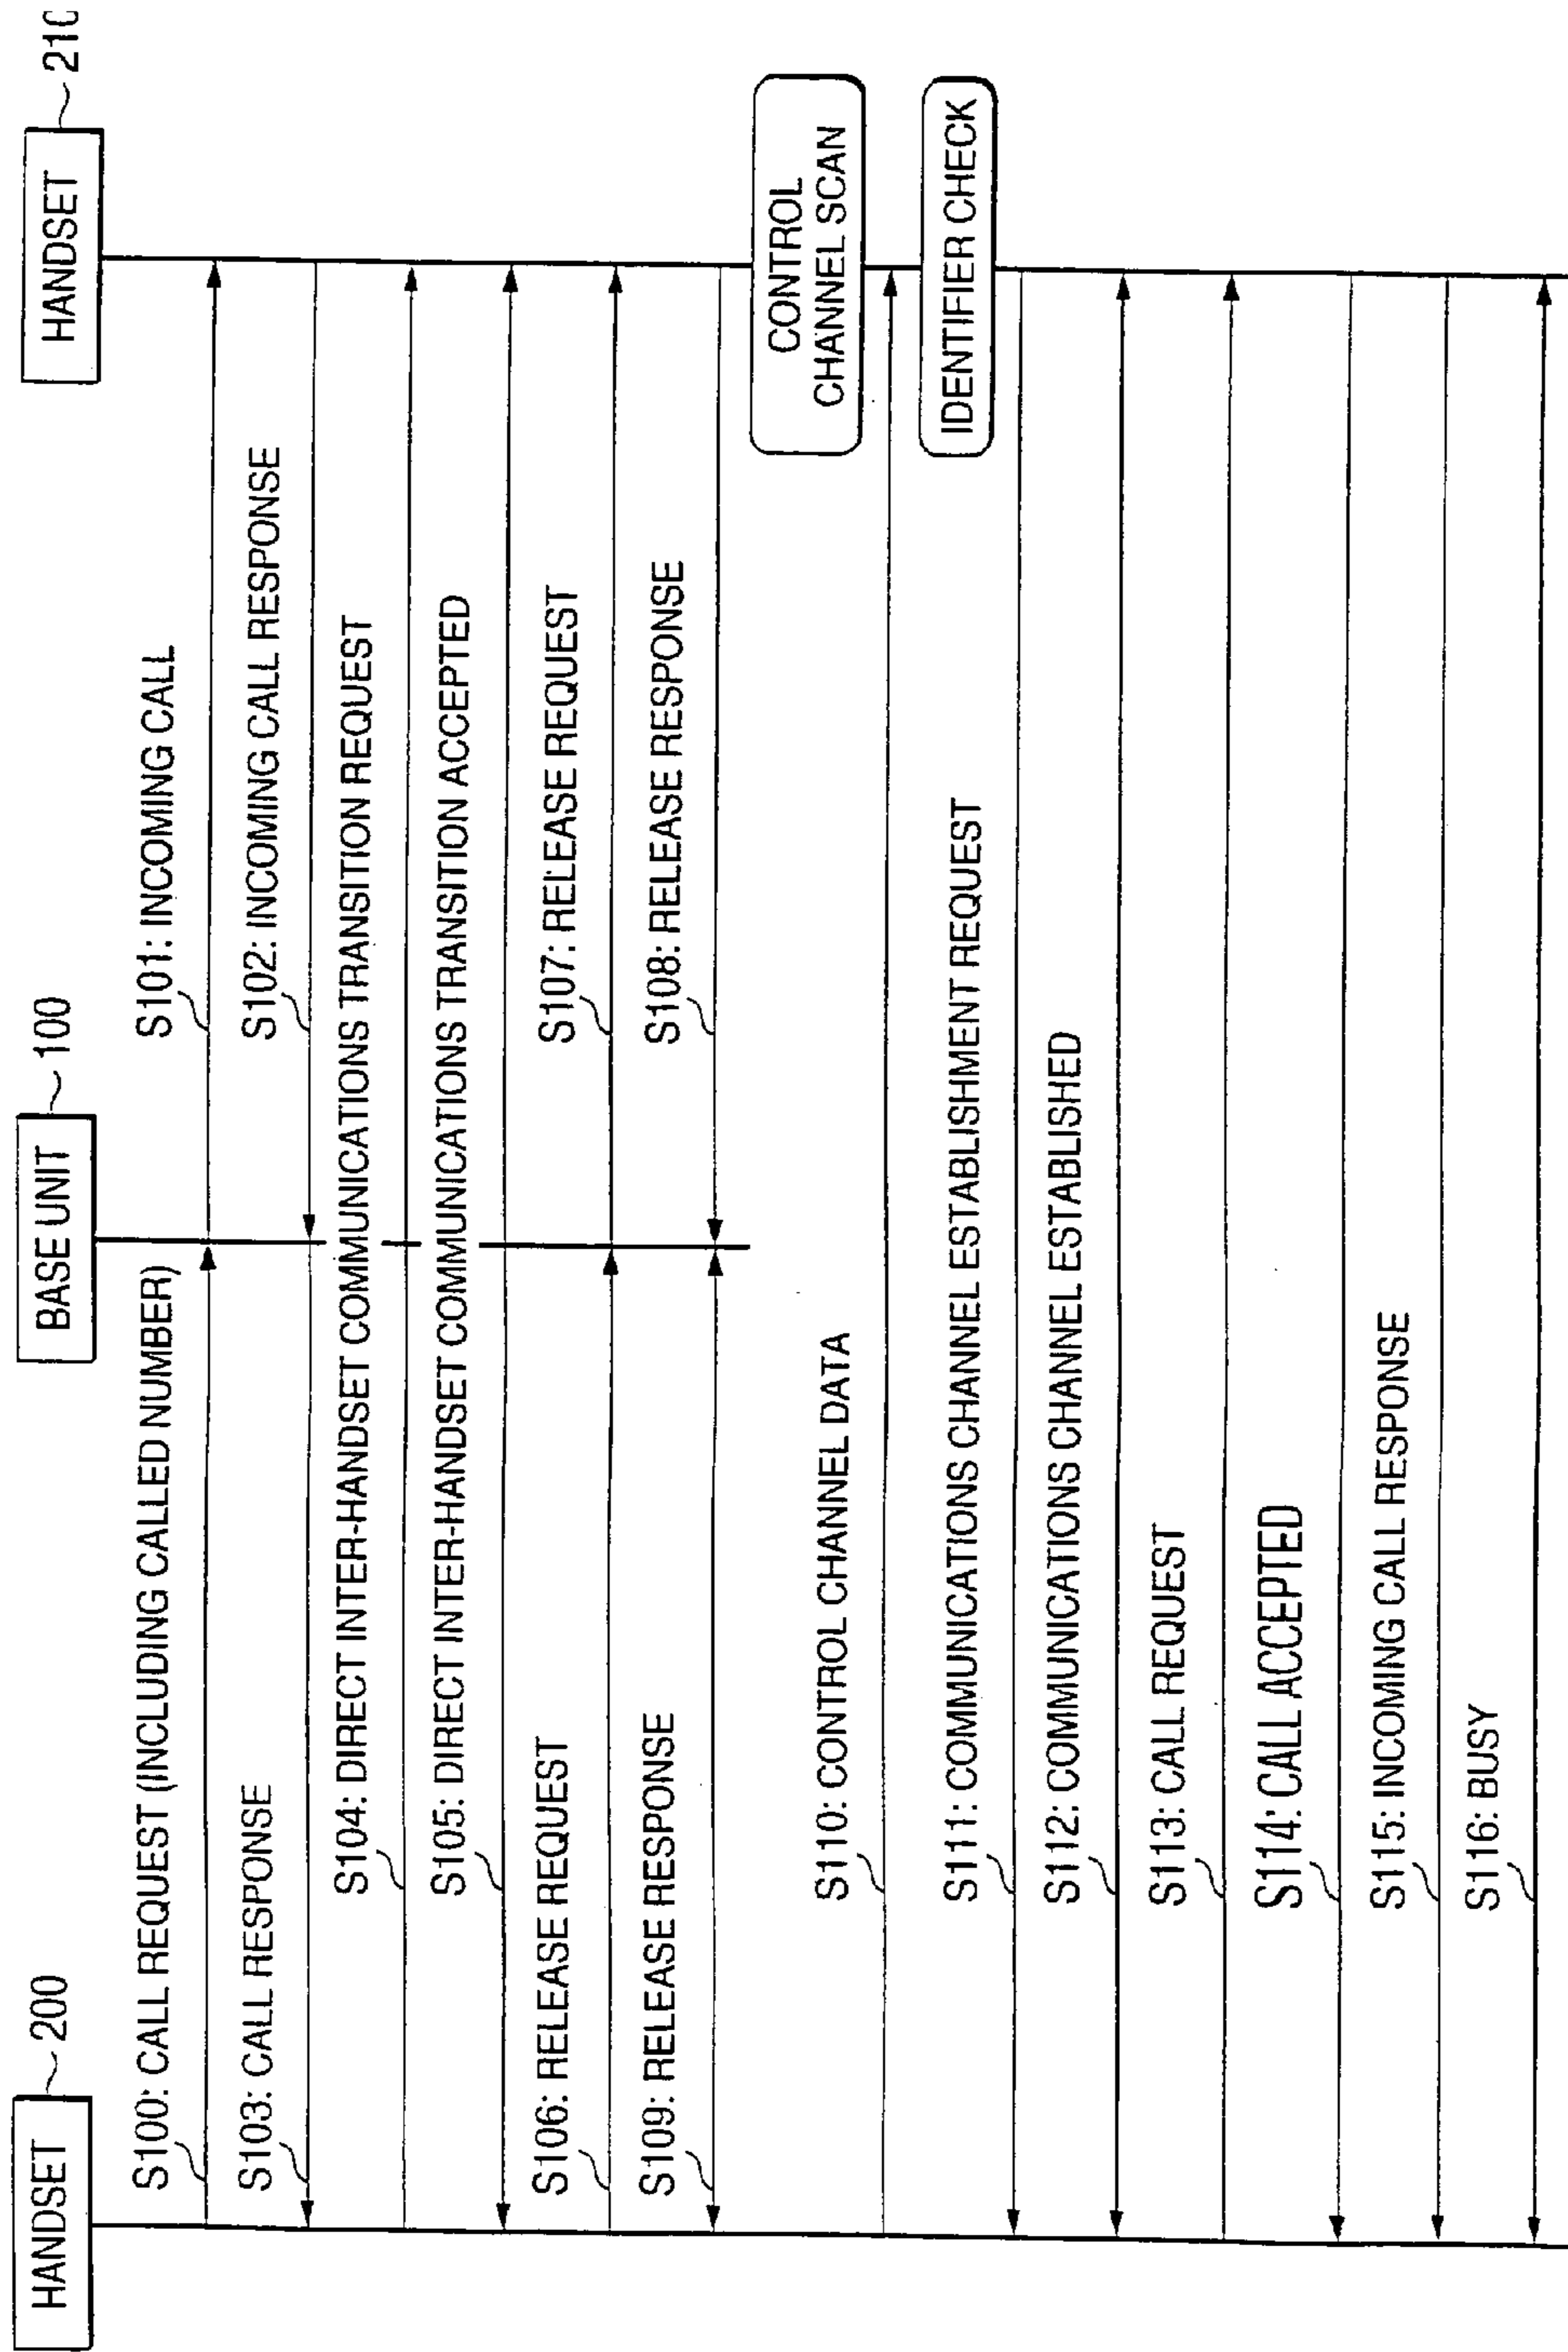 HANDSET
200
BASE UNIT
100
HANDSET
210
S100: CALL REQUEST (INCLUDING CALLED NUMBER)
S101: INCOMING CALL
S102: INCOMING CALL RESPONSE
S103: CALL RESPONSE
S104: DIRECT INTER-HANDSET COMMUNICATIONS TRANSITION REQUEST
S105: DIRECT INTER-HANDSET COMMUNICATIONS TRANSITION ACCEPTED
S106: RELEASE REQUEST
S107: RELEASE REQUEST
S108: RELEASE RESPONSE
S109: RELEASE RESPONSE
CONTROL
CHANNEL SCAN
S110: CONTROL CHANNEL DATA
IDENTIFIER CHECK
S111: COMMUNICATIONS CHANNEL ESTABLISHMENT REQUEST
S112: COMMUNICATIONS CHANNEL ESTABLISHED
S113: CALL REQUEST
S114: CALL ACCEPTED
S115: INCOMING CALL RESPONSE
S116: BUSY